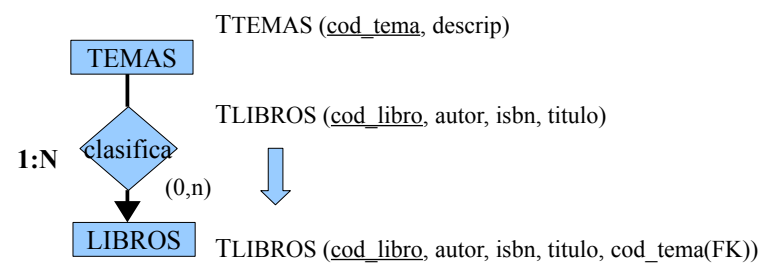 TTEMAS (cod_tema, descrip)
TEMAS
TLIBROS (cod_libro, autor, isbn, titulo)
clasifica
1:N
(0,n)
LIBROS
TLIBROS (cod_libro, autor, isbn, titulo, cod_tema(FK))